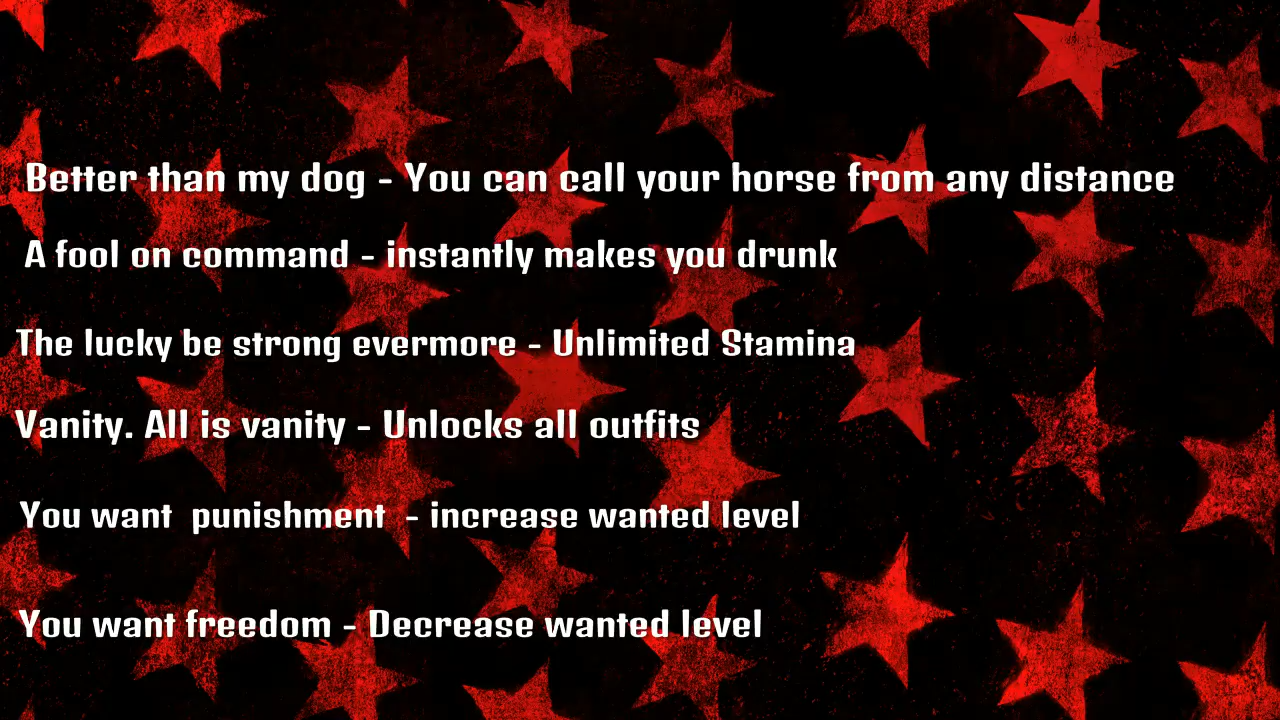 Better than my dog - You can call your horse from any distance
A fool on command - instantly makes you drunk
The lucky be strong evermore - Unlimited Stamina
Vanity. All is vanity - Unlocks all outfits
You want  punishment  - increase wanted level
You want freedom - Decrease wanted level